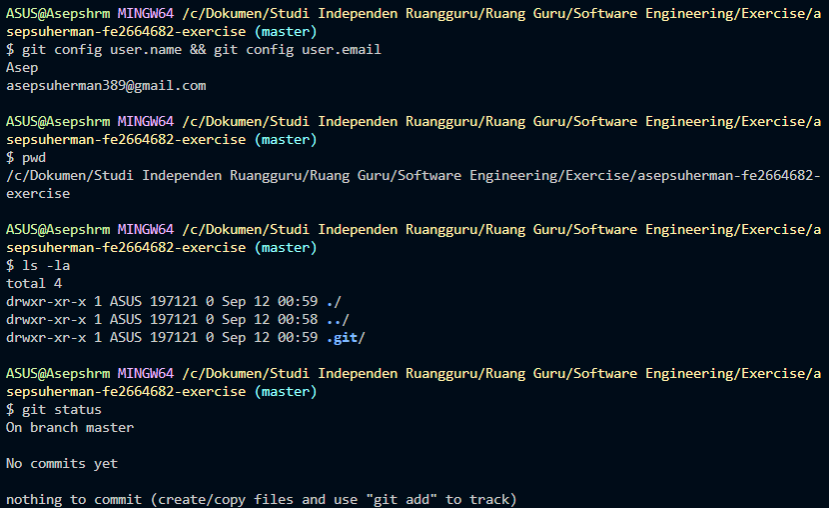 ASUS@Asepshrm MINGW64 /c/Dokumen/Studi Independen Ruangguru/Ruang Guru/Software Engineering/Exercise/a
sepsuherman-fe2664682-exercise (master)
$ git config user.name && git config user.email
Asep
asepsuherman389@gmail.com
ASUS@Asepshrm MINGW64 /c/Dokumen/Studi Independen Ruangguru/Ruang Guru/Software Engineering/Exercise/a
sepsuherman-fe2664682-exercise (master)
$ pwd
/c/Dokumen/Studi Independen Ruangguru/Ruang Guru/Software Engineering/Exercise/asepsuherman-fe2664682-
exercise
ASUS@Asepshrm MINGW64 /c/Dokumen/Studi Independen Ruangguru/Ruang Guru/Software Engineering/Exercise/a
sepsuherman-fe2664682-exercise (master)
$ ls -la
total 4
drwxr-xr-x 1 ASUS 197121 0 Sep 12 00:59 ./
drwxr-xr-x 1 ASUS 197121 0 Sep 12 00:58 ../
drwxr-xr-x 1 ASUS 197121 0 Sep 12 00:59 .git/
ASUS@Asepshrm MINGW64 /c/Dokumen/Studi Independen Ruangguru/Ruang Guru/Software Engineering/Exercise/a
sepsuherman-fe2664682-exercise (master)
$ git status
On branch master
No commits yet
nothing to commit (create/copy files and use "git add" to track)